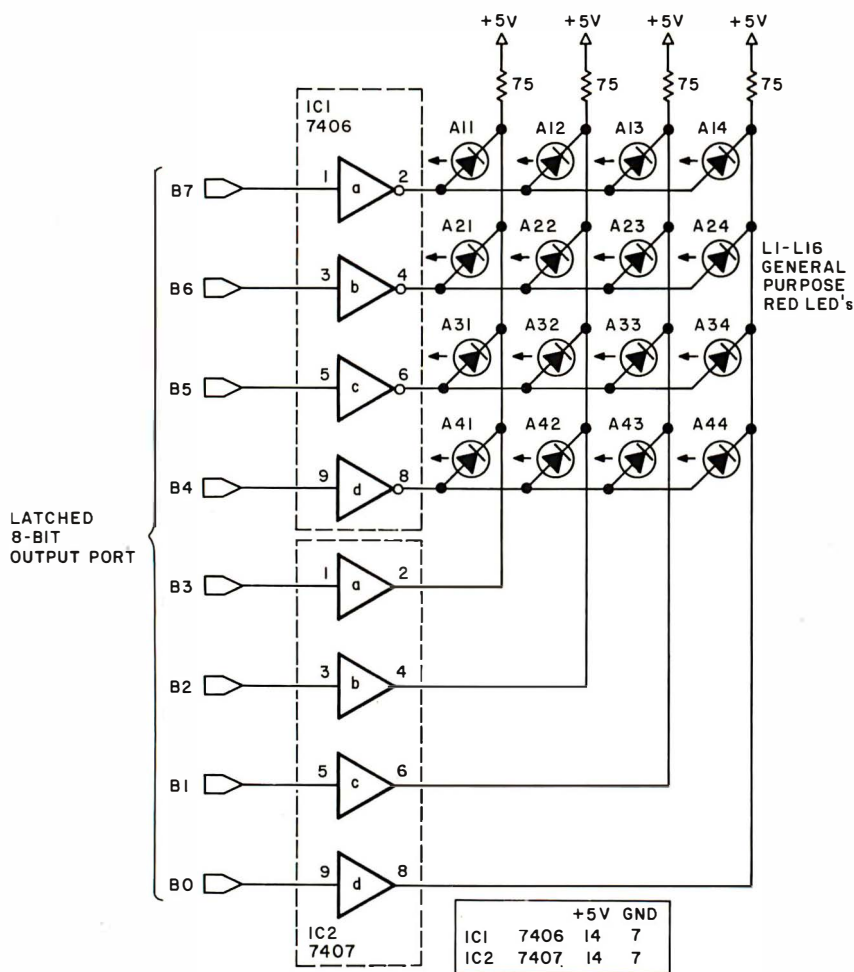 +5V +5V +5V +5V
75 75 75 75
IC1
7406
A11 A12 A13 A14
B7 1 a 2
A21 A22 A23 A24
L1-L16
GENERAL
PURPOSE
RED LED's
B6 3 b 4
A31 A32 A33 A34
B5 5 c 6
A41 A42 A43 A44
B4 9 d 8
LATCHED
8-BIT
OUTPUT PORT
B3 1 a 2
B2 3 b 4
B1 5 c 6
B0 9 d 8
IC2
7407
+5V GND
IC1 7406 14 7
IC2 7407 14 7